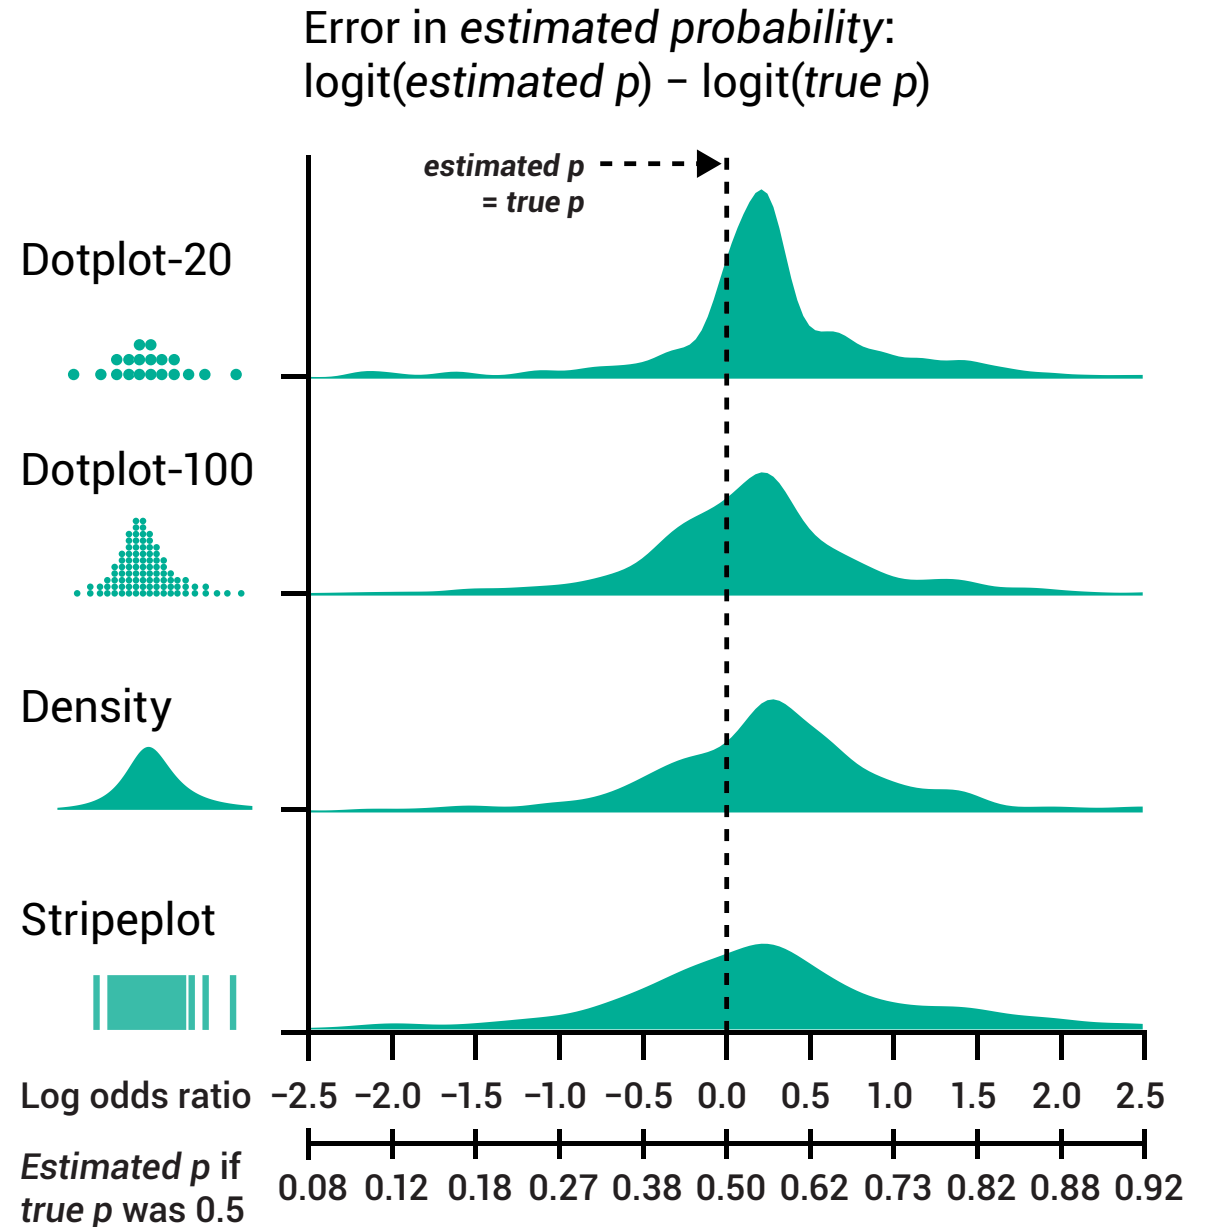 Error in estimated probability:
logit(estimated p) − logit(true p)
estimated p
= true p
Dotplot-20
Dotplot-100
Density
Stripeplot
Log odds ratio −2.5 −2.0 −1.5 −1.0 −0.5 0.0 0.5 1.0 1.5 2.0 2.5
Estimated p if
true p was 0.5
0.08 0.12 0.18 0.27 0.38 0.50 0.62 0.73 0.82 0.88 0.92